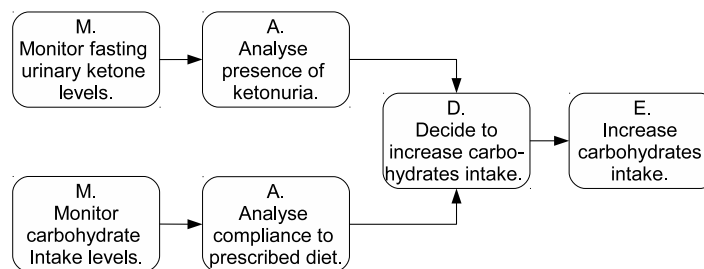 M.
Monitor fasting
urinary ketone
levels.
A.
Analyse
presence of
ketonuria.
D.
Decide to
increase carbo-
hydrates intake.
E.
Increase
carbohydrates
intake.
M.
Monitor
carbohydrate
Intake levels.
A.
Analyse
compliance to
prescribed diet.